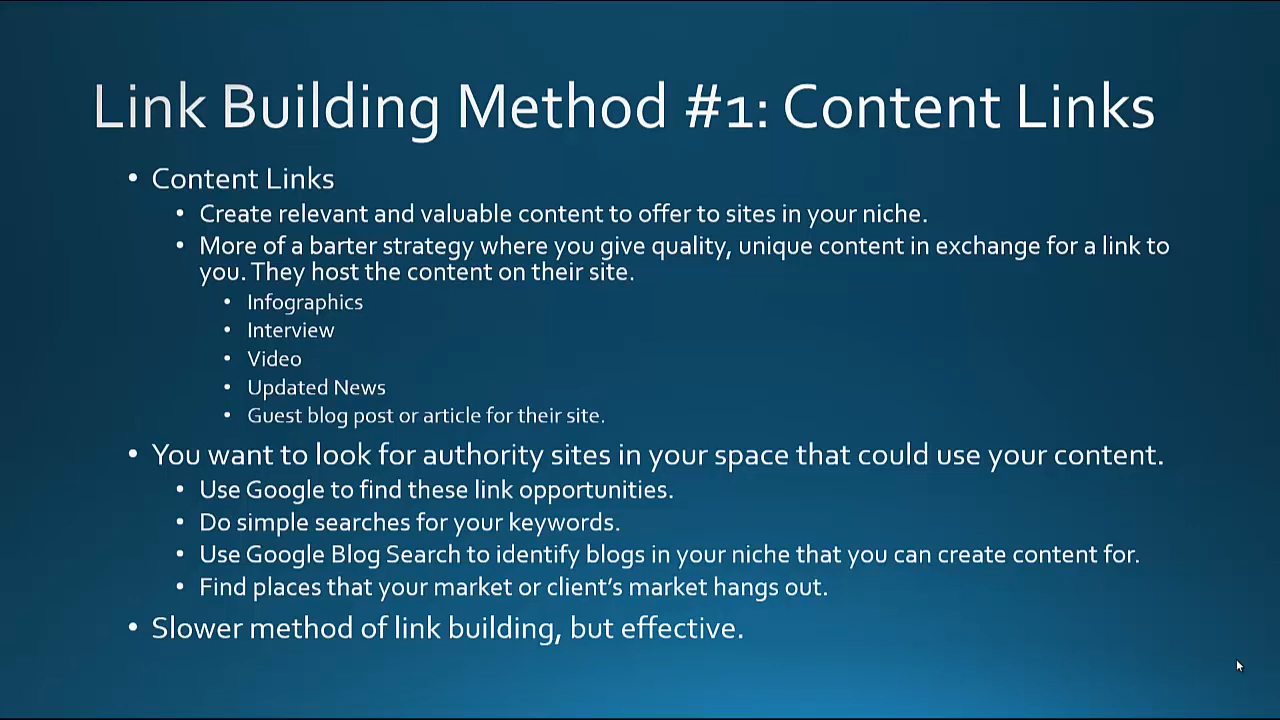 Link Building Method #1: Content Links
• Content Links
• Create relevant and valuable content to offer to sites in your niche.
• More of a barter strategy where you give quality, unique content in exchange for a link to
you. They host the content on their site.
• Infographics
• Interview
• Video
• Updated News
• Guest blog post or article for their site.
• You want to look for authority sites in your space that could use your content.
• Use Google to find these link opportunities.
• Do simple searches for your keywords.
• Use Google Blog Search to identify blogs in your niche that you can create content for.
• Find places that your market or client's market hangs out.
• Slower method of link building, but effective.